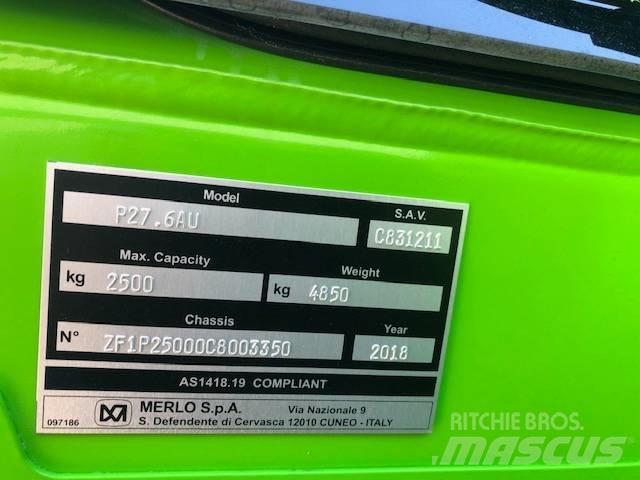 Model
S.A.V.
P27.6AU
C831211
Max. Capacity
Weight
kg 2500
kg 4850
Chassis
Year
N° ZF1P25000C8003350
2018
AS1418.19 COMPLIANT
MERLO S.p.A. Via Nazionale 9
097186 S. Defendente di Cervasca 12010 CUNEO - ITALY
RITCHIE BROS.
MASCUS